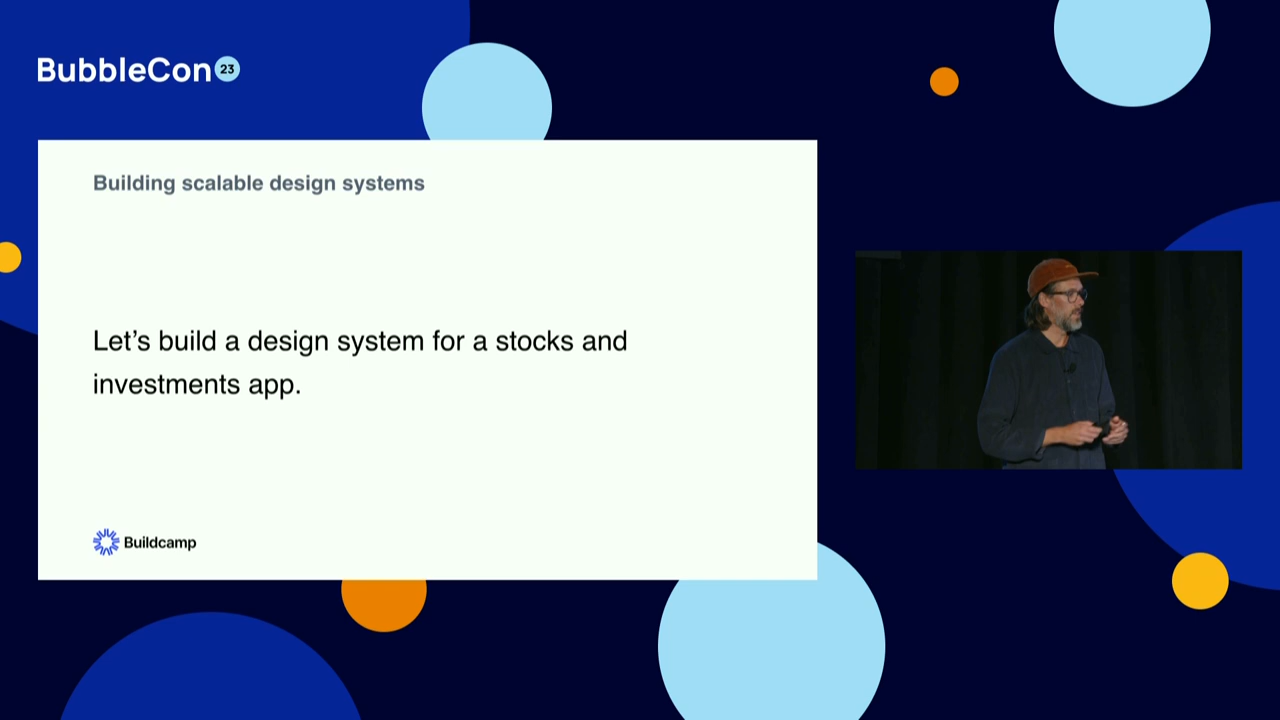 BubbleCon 23
Building scalable design systems
Let’s build a design system for a stocks and
investments app.
Buildcamp